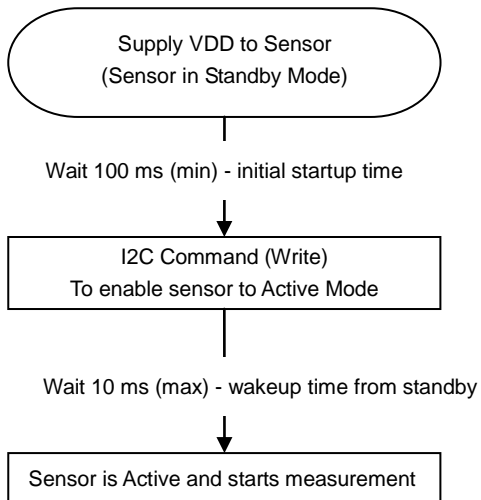 Supply VDD to Sensor
(Sensor in Standby Mode)
Wait 100 ms (min) - initial startup time
I2C Command (Write)
To enable sensor to Active Mode
Wait 10 ms (max) - wakeup time from standby
Sensor is Active and starts measurement